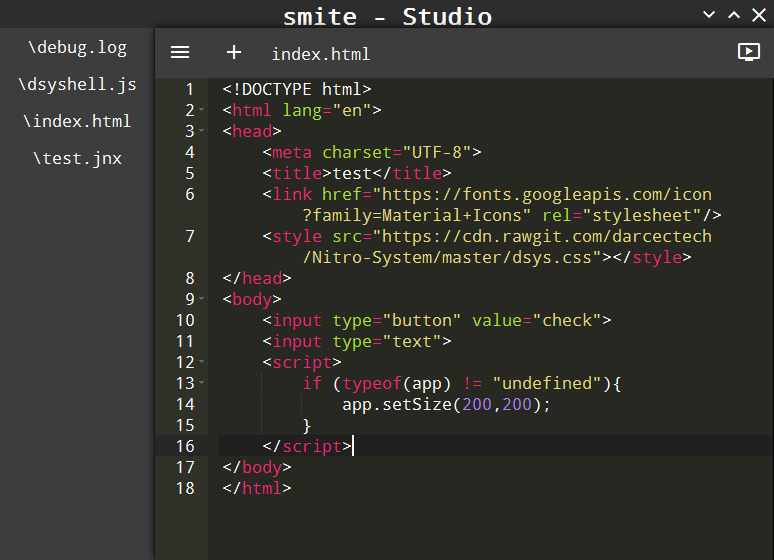 smite - Studio
\debug.log
\dsyshell.js
\index.html
\test.jnx
index.html
1 <!DOCTYPE html>
2 <html lang="en">
3 <head>
4 <meta charset="UTF-8">
5 <title>test</title>
6 <link href="https://fonts.googleapis.com/icon
?family=Material+Icons" rel="stylesheet"/>
7 <style src="https://cdn.rawgit.com/darcectech
/Nitro-System/master/dsys.css"></style>
8 </head>
9 <body>
10 <input type="button" value="check">
11 <input type="text">
12 <script>
13 if (typeof(app) != "undefined"){
14 app.setSize(200,200);
15 }
16 </script>
17 </body>
18 </html>